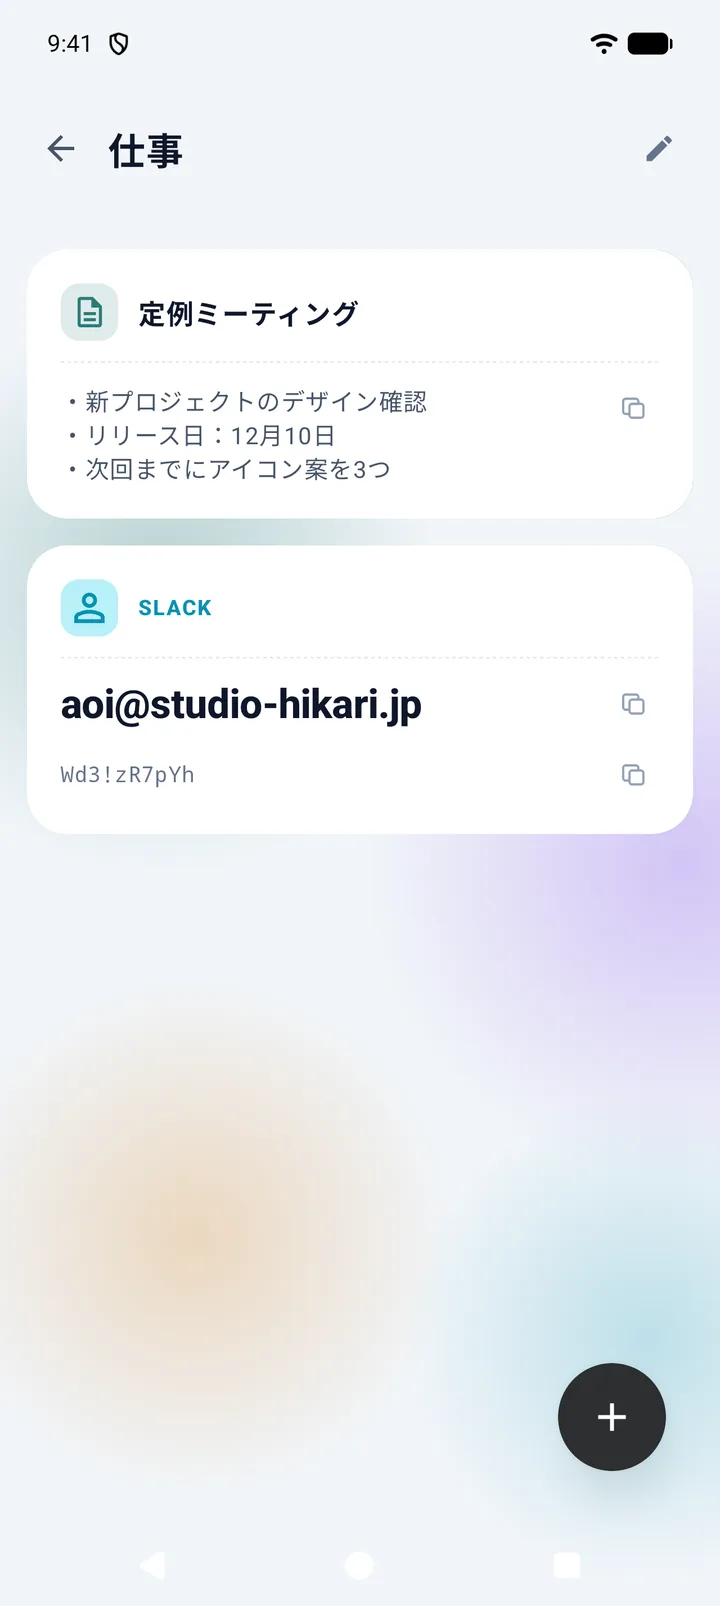 9:41
仕事
定例ミーティング
・新プロジェクトのデザイン確認
・リリース日：12月10日
・次回までにアイコン案を3つ
SLACK
aoi@studio-hikari.jp
Wd3!zR7pYh